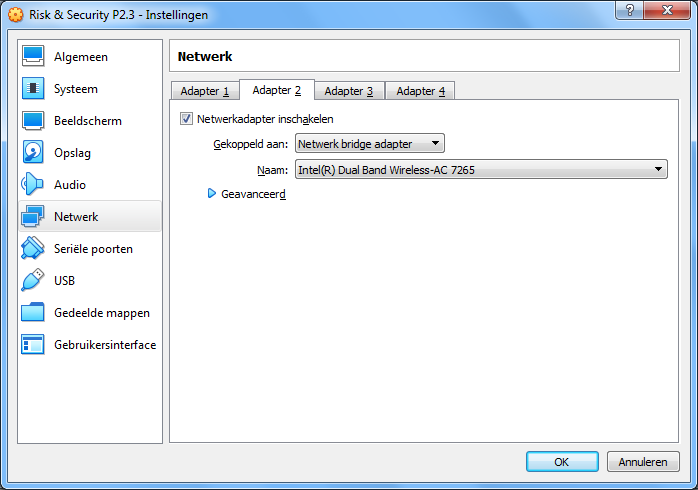 Risk & Security P2.3 - Instellingen
Algemeen
Systeem
Beeldscherm
Opslag
Audio
Netwerk
Seriële poorten
USB
Gedeelde mappen
Gebruikersinterface
Netwerk
Adapter 1 Adapter 2 Adapter 3 Adapter 4
Netwerkadapter inschakelen
Gekoppeld aan: Netwerk bridge adapter
Naam: Intel(R) Dual Band Wireless-AC 7265
Geavanceerd
OK Annuleren